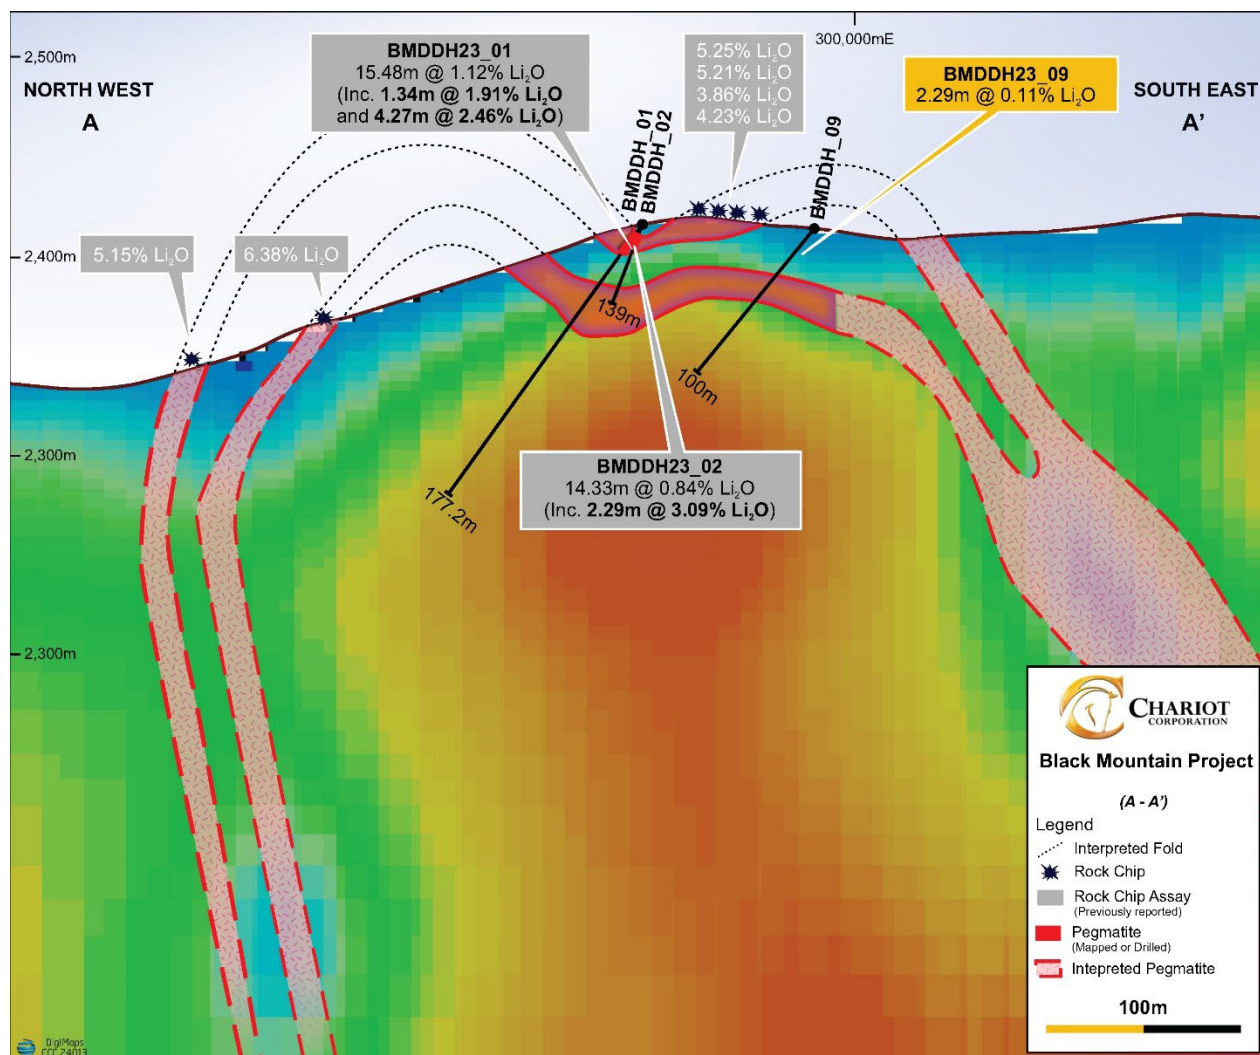 2,500m
NORTH WEST
A
BMDDH23_01
15.48m @ 1.12% Li₂O
(Inc. 1.34m @ 1.91% Li₂O
and 4.27m @ 2.46% Li₂O)
5.25% Li₂O
5.21% Li₂O
3.86% Li₂O
4.23% Li₂O
300,000mE
BMDDH23_09
2.29m @ 0.11% Li₂O
SOUTH EAST
A'
BMDDH_01
BMDDH_02
BMDDH_09
2,400m
5.15% Li₂O
6.38% Li₂O
139m
100m
177.2m
2,300m
BMDDH23_02
14.33m @ 0.84% Li₂O
(Inc. 2.29m @ 3.09% Li₂O)
2,300m
CHARIOT
CORPORATION
Black Mountain Project
(A - A')
Legend
Interpreted Fold
Rock Chip
Rock Chip Assay
(Previously reported)
Pegmatite
(Mapped or Drilled)
Intepreted Pegmatite
100m
DigiMaps
CCC 24013